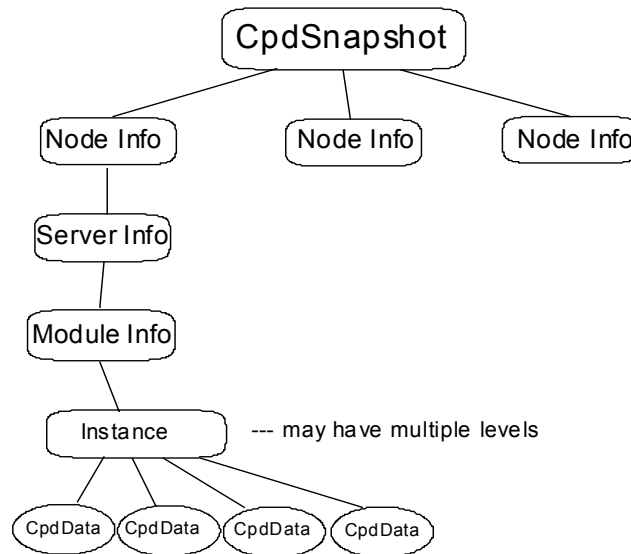 CpdSnapshot
Node Info
Node Info
Node Info
Server Info
Module Info
Instance
--- may have multiple levels
CpdData
CpdData
CpdData
CpdData